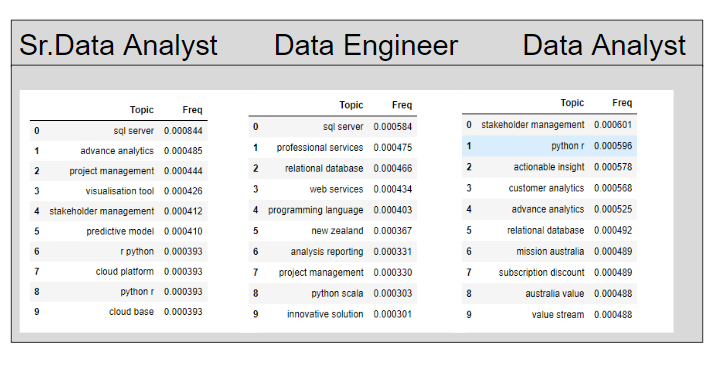 Sr.Data Analyst Data Engineer Data Analyst
Topic Freq
0 sql server 0.000844
1 advance analytics 0.000485
2 project management 0.000444
3 visualisation tool 0.000426
4 stakeholder management 0.000412
5 predictive model 0.000410
6 r python 0.000393
7 cloud platform 0.000393
8 python r 0.000393
9 cloud base 0.000393
Topic Freq
0 sql server 0.000584
1 professional services 0.000475
2 relational database 0.000466
3 web services 0.000434
4 programming language 0.000403
5 new zealand 0.000367
6 analysis reporting 0.000331
7 project management 0.000330
8 python scala 0.000303
9 innovative solution 0.000301
Topic Freq
0 stakeholder management 0.000601
1 python r 0.000596
2 actionable insight 0.000578
3 customer analytics 0.000568
4 advance analytics 0.000525
5 relational database 0.000492
6 mission australia 0.000489
7 subscription discount 0.000489
8 australia value 0.000488
9 value stream 0.000488